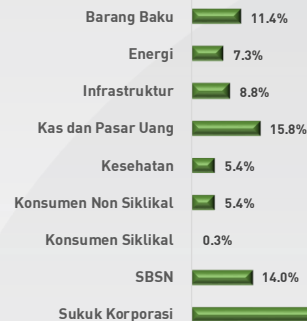 Barang Baku 11.4%
Energi 7.3%
Infrastruktur 8.8%
Kas dan Pasar Uang 15.8%
Kesehatan 5.4%
Konsumen Non Siklikal 5.4%
Konsumen Siklikal 0.3%
SBSN 14.0%
Sukuk Korporasi